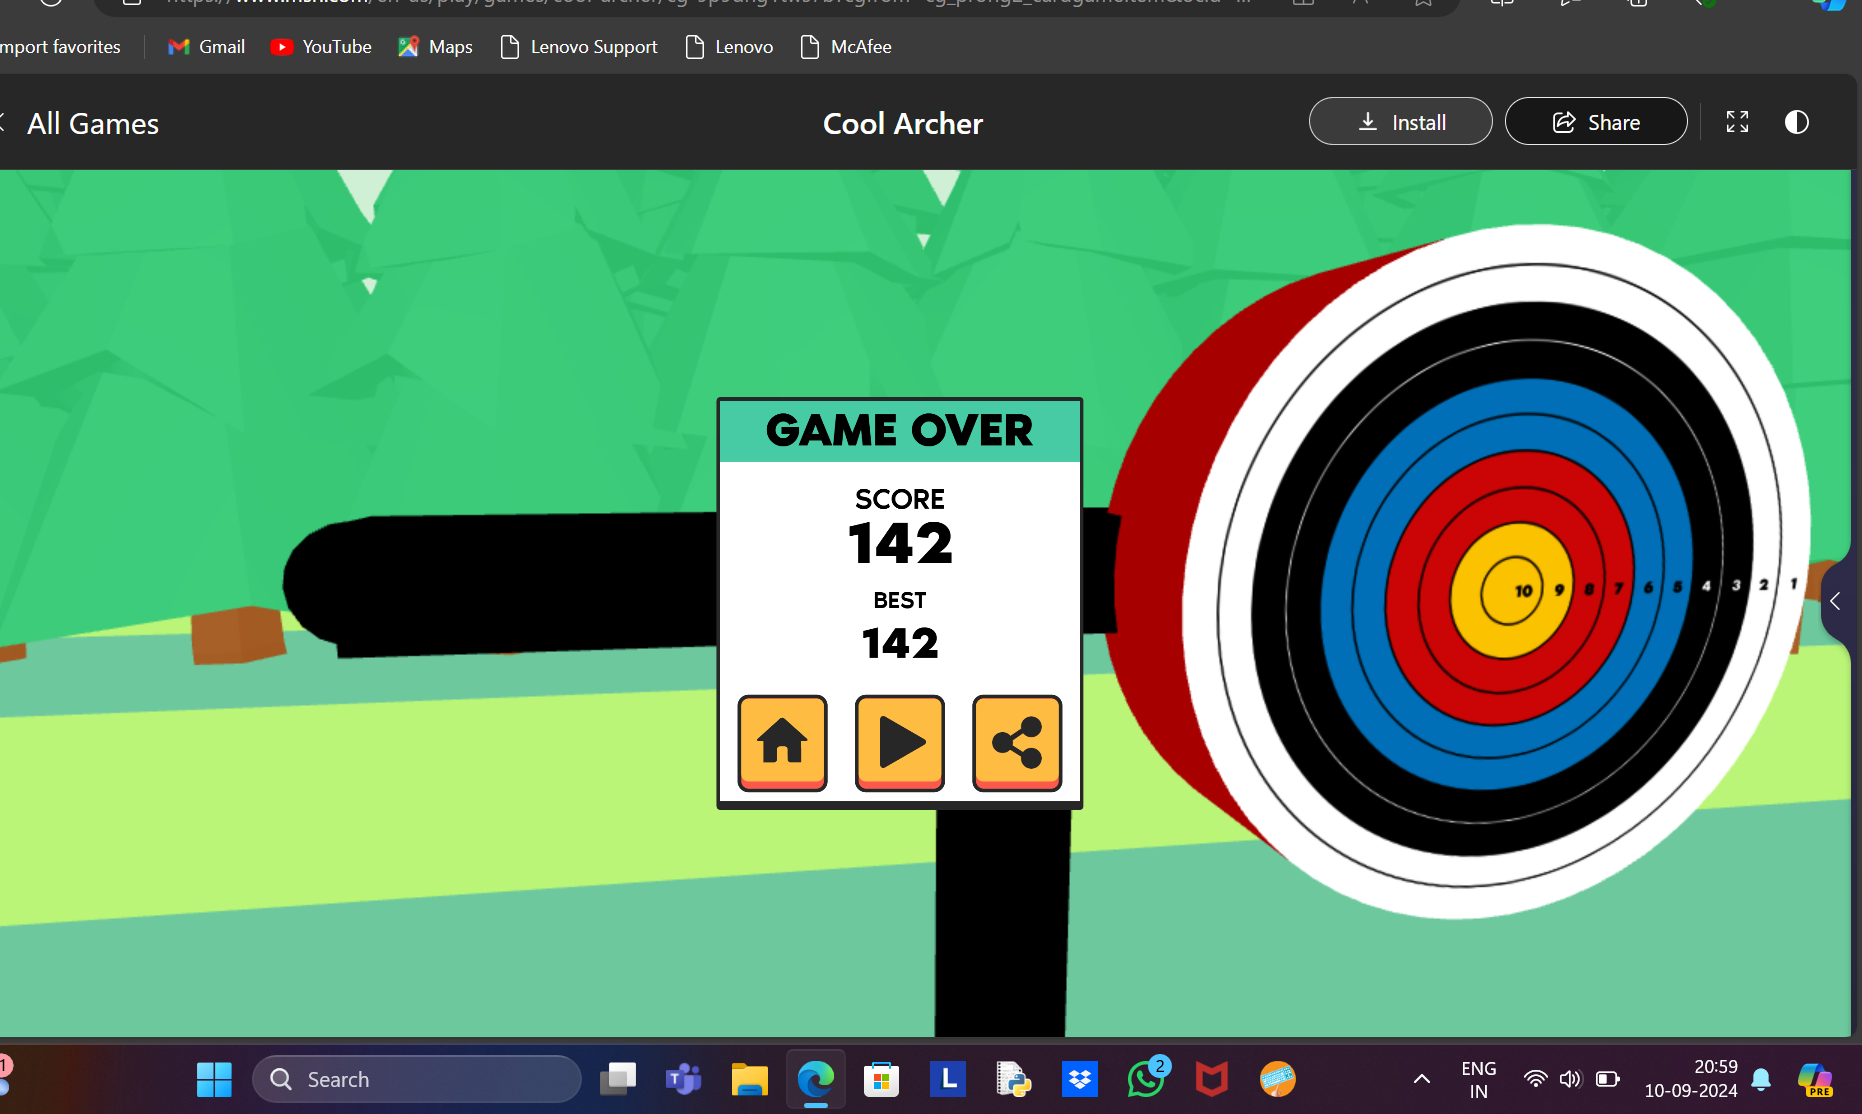 mport favorites
Gmail
YouTube
Maps
Lenovo Support
Lenovo
McAfee
All Games
Cool Archer
Install
Share
GAME OVER
SCORE
142
BEST
142
10 9 8 7 6 5 4 3 2 1
1
Search
L
T
2
ENG
IN
20:59
10-09-2024
PRE